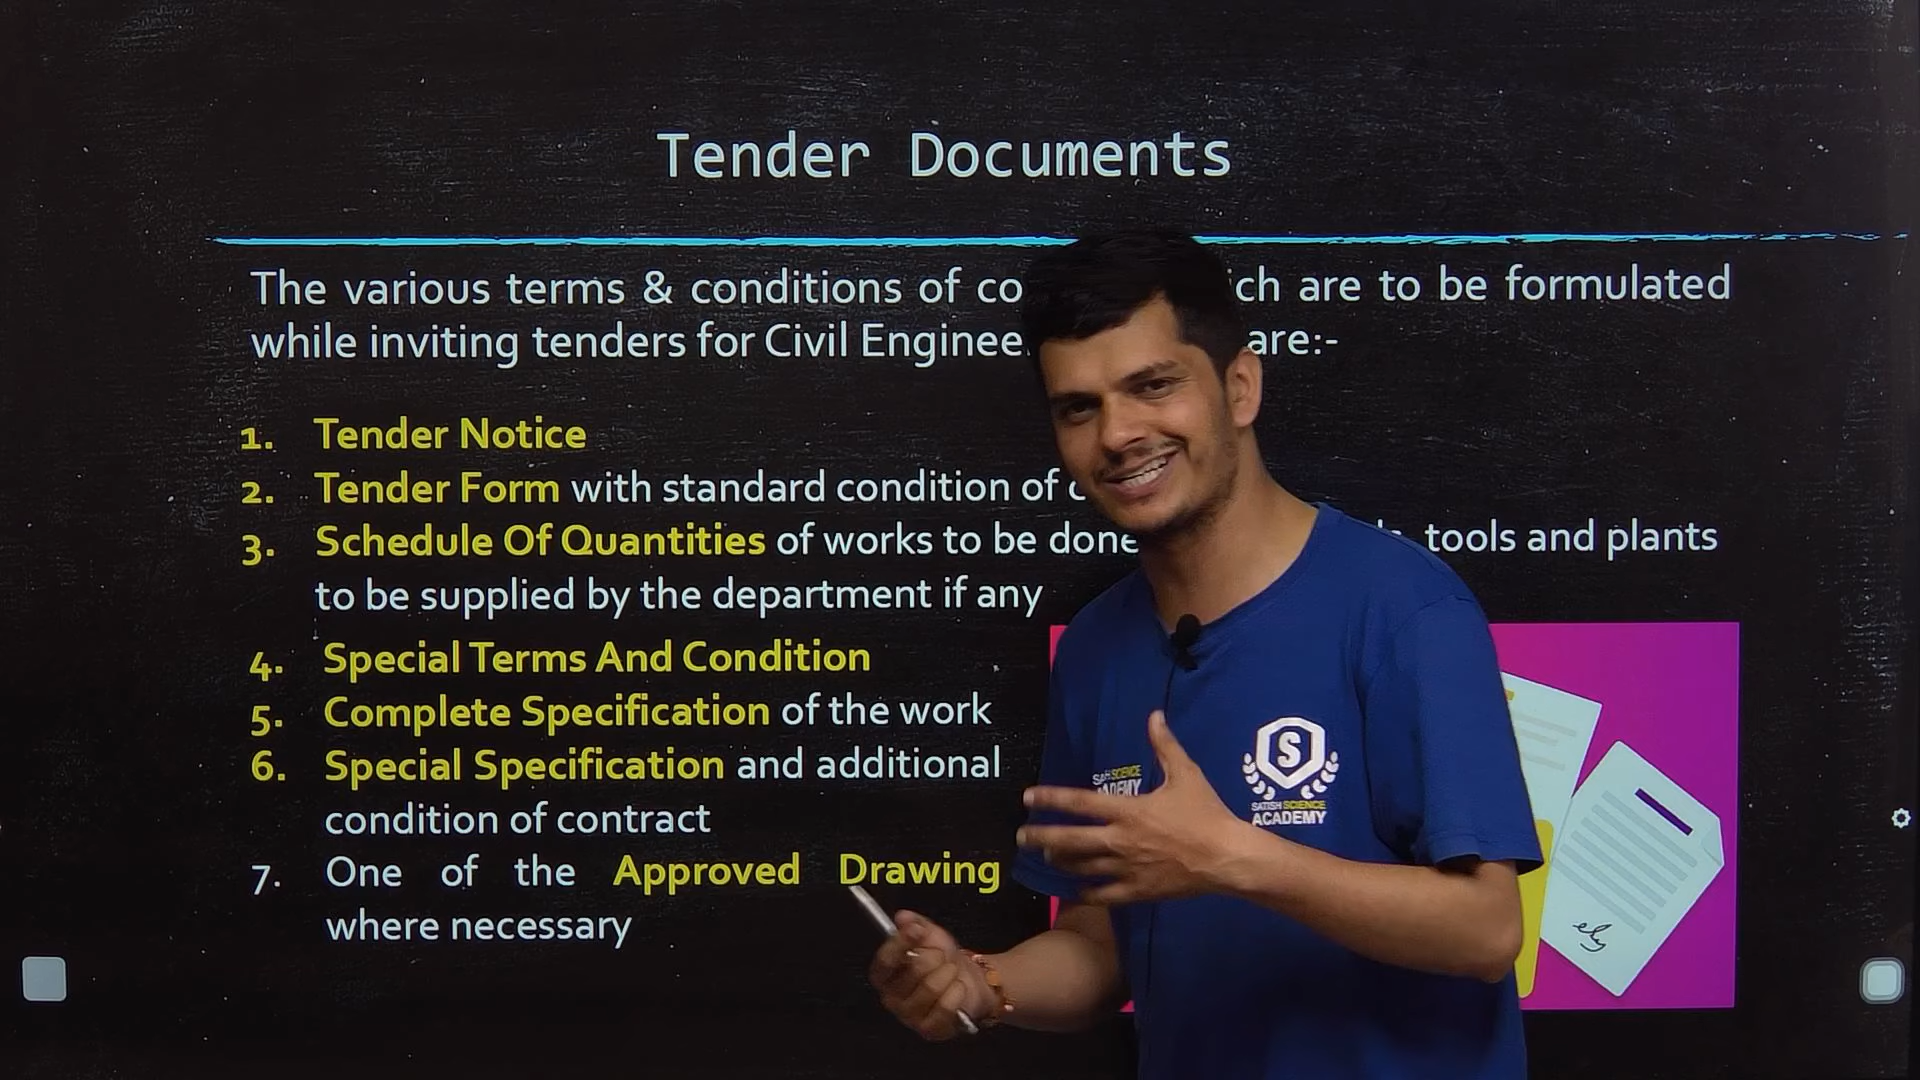 Tender Documents
The various terms & conditions of co ch are to be formulated
while inviting tenders for Civil Enginee are:-
1. Tender Notice
2. Tender Form with standard condition of
3. Schedule Of Quantities of works to be done tools and plants
to be supplied by the department if any
4. Special Terms And Condition
5. Complete Specification of the work
6. Special Specification and additional
condition of contract
7. One of the Approved Drawing
where necessary
S
SATISH SCIENCE
ACADEMY
SCIENCE
ADEMY